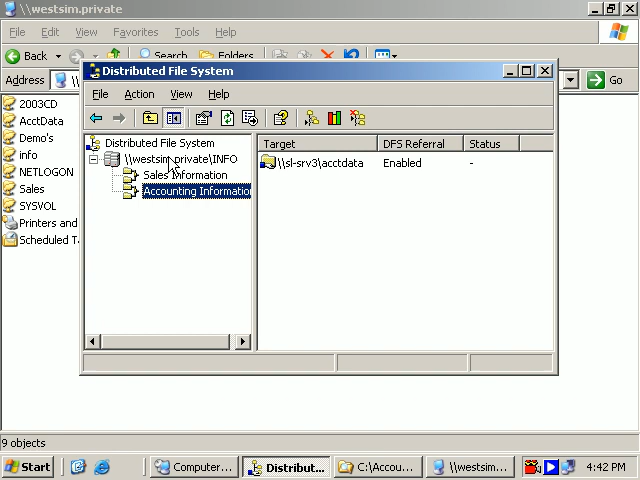 \\westsim.private
File Edit View Favorites Tools Help
Back Search Folders
Address Go
2003CD
AcctData
Demo's
info
NETLOGON
Sales
SYSVOL
Printers and
Scheduled T
Distributed File System
File Action View Help
Distributed File System
\\westsim.private\INFO
Sales Information
Accounting Information
Target DFS Referral Status
\\sl-srv3\acctdata Enabled -
9 objects
Start Computer... Distribut... C:\Accou... \\westsim... 4:42 PM